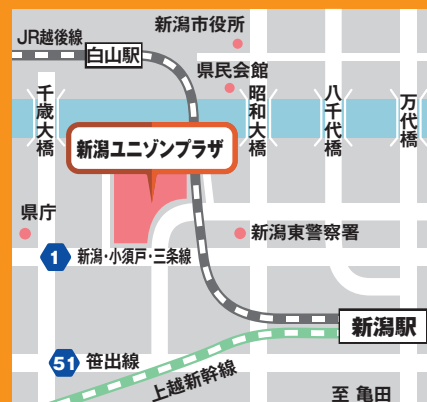 新潟市役所
JR越後線
白山駅
県民会館
千歳大橋
昭和大橋
八千代橋
万代橋
新潟ユニゾンプラザ
県庁
新潟東警察署
1 新潟・小須戸・三条線
新潟駅
51 笹出線
上越新幹線
至 亀田